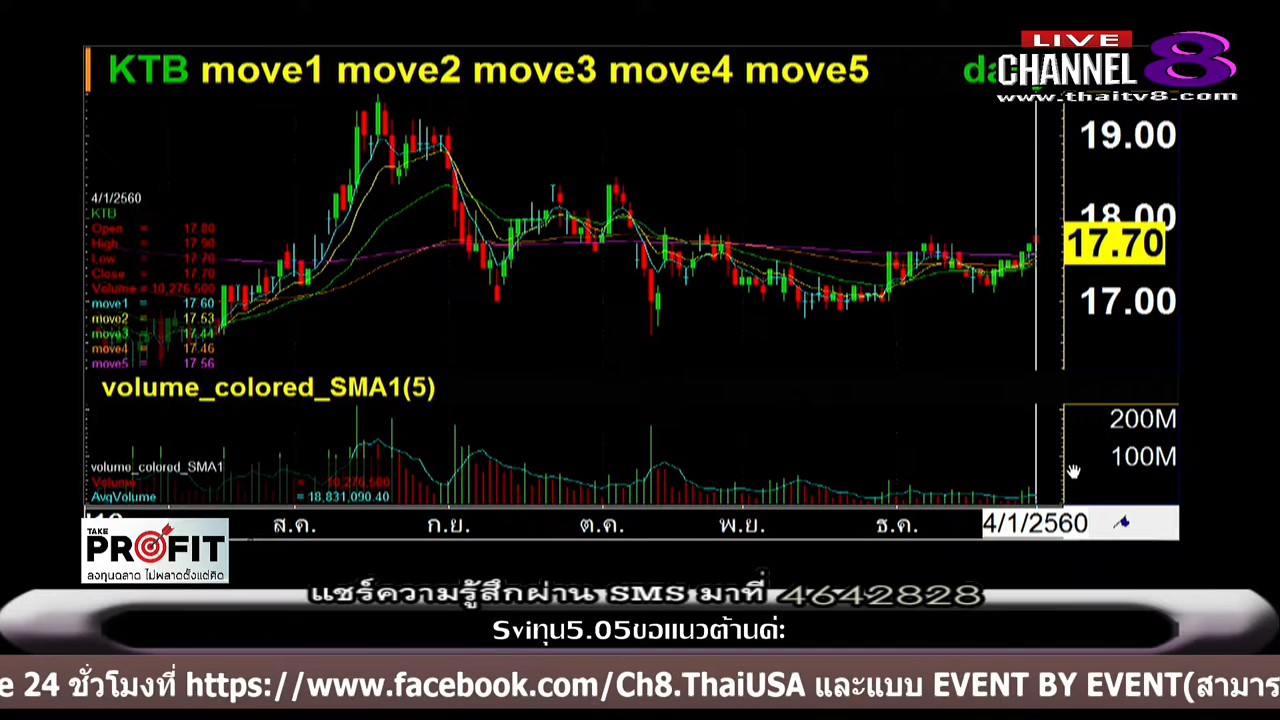 LIVE
CHANNEL 8
www.thaitv8.com
KTB move1 move2 move3 move4 move5
19.00
18.00
17.70
17.00
4/1/2560
KTB
Open = 17.80
High = 17.90
Low = 17.70
Close = 17.70
Volume = 10,276,500
move1 = 17.60
move2 = 17.53
move3 = 17.44
move4 = 17.46
move5 = 17.56
volume_colored_SMA1(5)
200M
100M
volume_colored_SMA1
Volume = 10,276,500
AvgVolume = 18,831,090.40
ส.ค. ก.ย. ต.ค. พ.ย. ธ.ค. 4/1/2560
TAKE
PROFIT
ลงทุนฉลาด ไม่พลาดตั้งแต่คิด
แชร์ความรู้สึกผ่าน SMS มาที่ 4642828
Sviทุน5.05ขอแนวต้านค่ะ
e 24 ชั่วโมงที่ https://www.facebook.com/Ch8.ThaiUSA และแบบ EVENT BY EVENT(สามาร